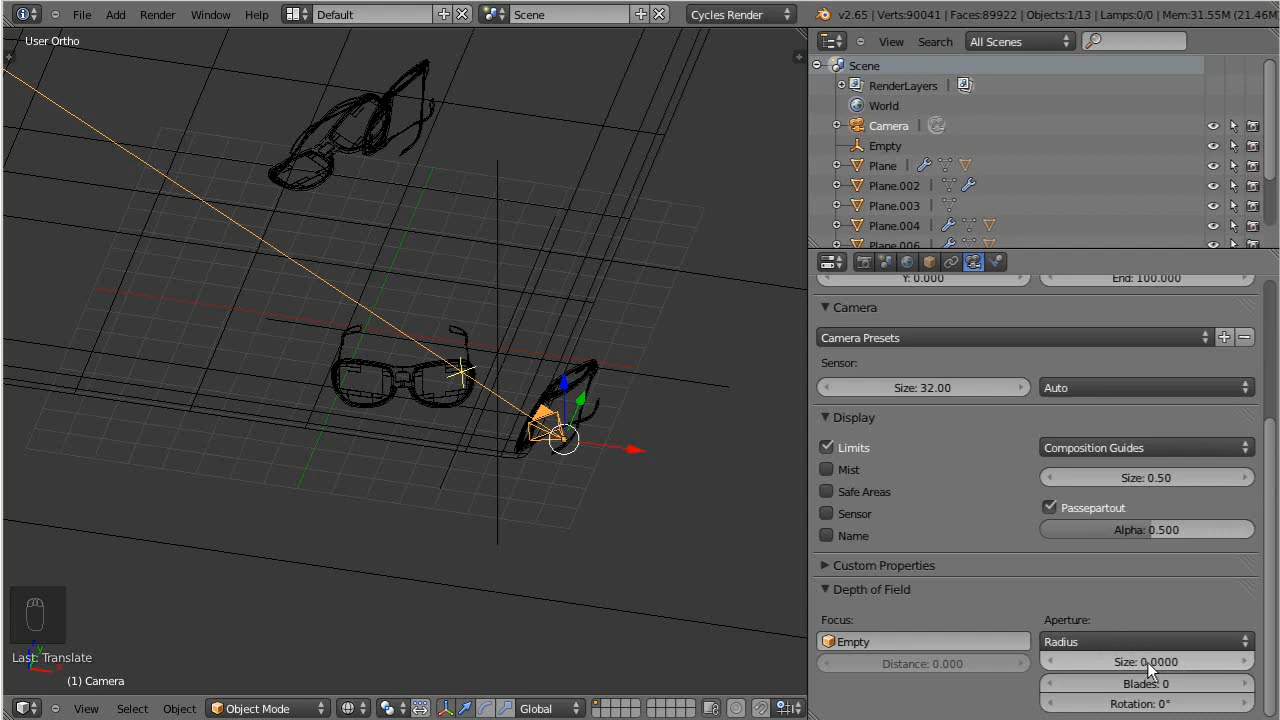 File Add Render Window Help Default Scene Cycles Render v2.65 | Verts:90041 | Faces:89922 | Objects:1/13 | Lamps:0/0 | Mem:31.55M (21.46M
User Ortho
View Search All Scenes
Scene
RenderLayers |
World
Camera |
Empty
Plane |
Plane.002 |
Plane.003 |
Plane.004 |
Plane.006 |
Y: 0.000 End: 100.000
Camera
Camera Presets
Sensor:
Size: 32.00 Auto
Display
Limits Composition Guides
Mist Size: 0.50
Safe Areas
Sensor Passepartout
Name Alpha: 0.500
Custom Properties
Depth of Field
Focus: Aperture:
Empty Radius
Distance: 0.000 Size: 0.0000
Blades: 0
Rotation: 0°
Last: Translate
(1) Camera
View Select Object Object Mode Global